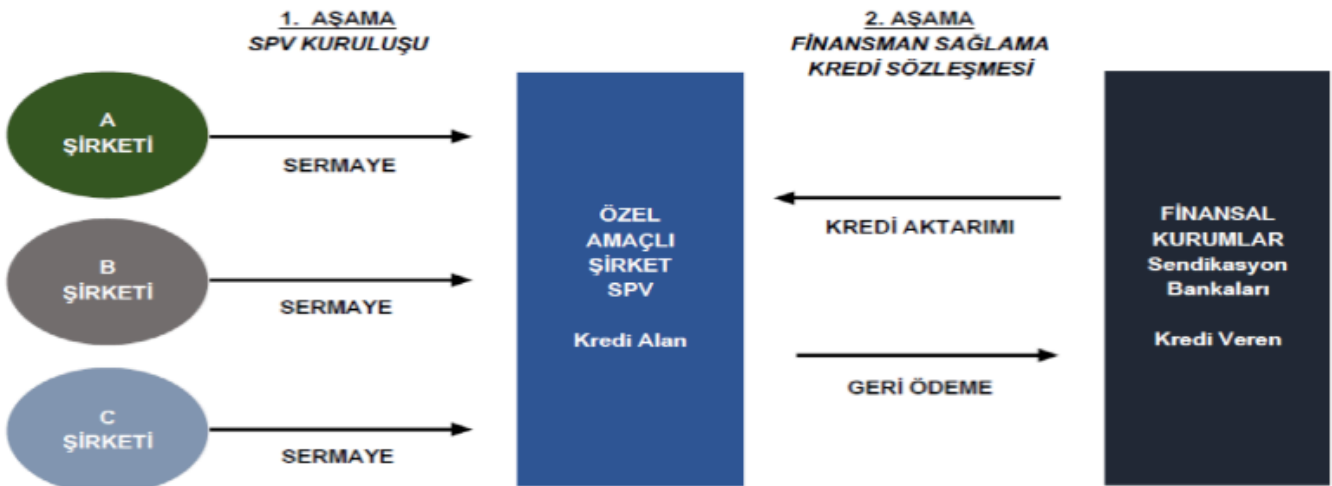 1. AŞAMA
SPV KURULUŞU
2. AŞAMA
FİNANSMAN SAĞLAMA
KREDİ SÖZLEŞMESİ
A
ŞİRKETİ
SERMAYE
B
ŞİRKETİ
SERMAYE
C
ŞİRKETİ
SERMAYE
ÖZEL
AMAÇLI
ŞİRKET
SPV
Kredi Alan
KREDİ AKTARIMI
GERİ ÖDEME
FİNANSAL
KURUMLAR
Sendikasyon
Bankaları
Kredi Veren